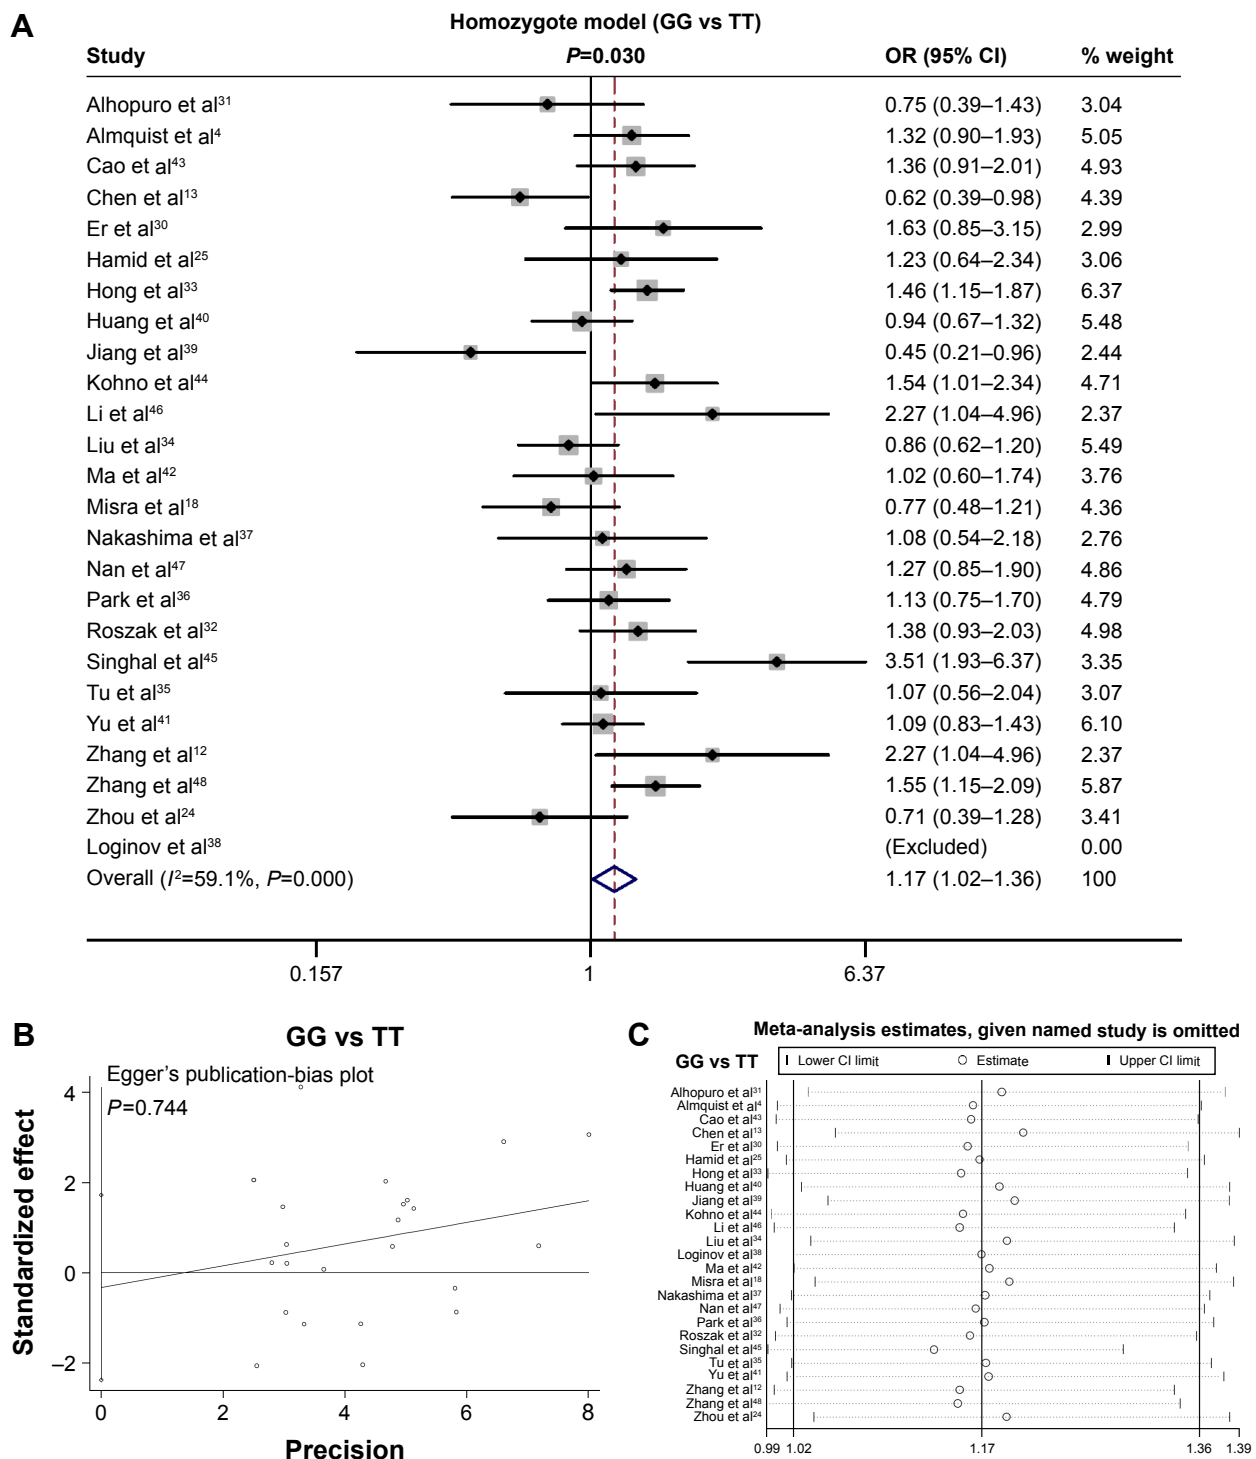 A
Homozygote model (GG vs TT)
Study P=0.030 OR (95% CI) % weight
Alhopuro et al31 0.75 (0.39–1.43) 3.04
Almquist et al4 1.32 (0.90–1.93) 5.05
Cao et al43 1.36 (0.91–2.01) 4.93
Chen et al13 0.62 (0.39–0.98) 4.39
Er et al30 1.63 (0.85–3.15) 2.99
Hamid et al25 1.23 (0.64–2.34) 3.06
Hong et al33 1.46 (1.15–1.87) 6.37
Huang et al40 0.94 (0.67–1.32) 5.48
Jiang et al39 0.45 (0.21–0.96) 2.44
Kohno et al44 1.54 (1.01–2.34) 4.71
Li et al46 2.27 (1.04–4.96) 2.37
Liu et al34 0.86 (0.62–1.20) 5.49
Ma et al42 1.02 (0.60–1.74) 3.76
Misra et al18 0.77 (0.48–1.21) 4.36
Nakashima et al37 1.08 (0.54–2.18) 2.76
Nan et al47 1.27 (0.85–1.90) 4.86
Park et al36 1.13 (0.75–1.70) 4.79
Roszak et al32 1.38 (0.93–2.03) 4.98
Singhal et al45 3.51 (1.93–6.37) 3.35
Tu et al35 1.07 (0.56–2.04) 3.07
Yu et al41 1.09 (0.83–1.43) 6.10
Zhang et al12 2.27 (1.04–4.96) 2.37
Zhang et al48 1.55 (1.15–2.09) 5.87
Zhou et al24 0.71 (0.39–1.28) 3.41
Loginov et al38 (Excluded) 0.00
Overall (I2=59.1%, P=0.000) 1.17 (1.02–1.36) 100
0.157 1 6.37
B
GG vs TT
Egger's publication-bias plot
P=0.744
Standardized effect
4
2
0
–2
0 2 4 6 8
Precision
C
Meta-analysis estimates, given named study is omitted
GG vs TT Lower CI limit Estimate Upper CI limit
Alhopuro et al31
Almquist et al4
Cao et al43
Chen et al13
Er et al30
Hamid et al25
Hong et al33
Huang et al40
Jiang et al39
Kohno et al44
Li et al46
Liu et al34
Loginov et al38
Ma et al42
Misra et al18
Nakashima et al37
Nan et al47
Park et al36
Roszak et al32
Singhal et al45
Tu et al35
Yu et al41
Zhang et al12
Zhang et al48
Zhou et al24
0.99 1.02 1.17 1.36 1.39